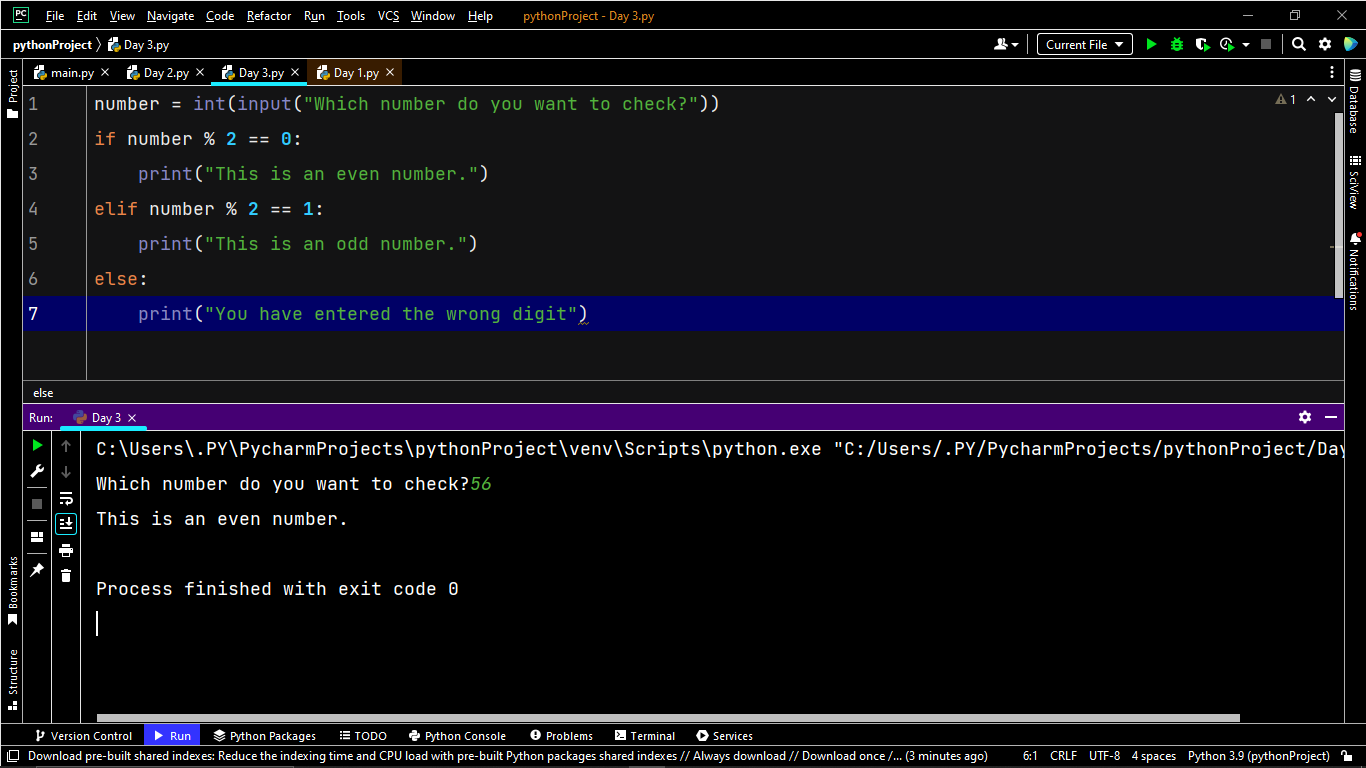 PC File Edit View Navigate Code Refactor Run Tools VCS Window Help pythonProject - Day 3.py
pythonProject Day 3.py Current File
Project
main.py Day 2.py Day 3.py Day 1.py
1 number = int(input("Which number do you want to check?"))
2 if number % 2 == 0:
3 print("This is an even number.")
4 elif number % 2 == 1:
5 print("This is an odd number.")
6 else:
7 print("You have entered the wrong digit")
1
Database
SciView
Notifications
else
Run: Day 3
C:\Users\.PY\PycharmProjects\pythonProject\venv\Scripts\python.exe "C:/Users/.PY/PycharmProjects/pythonProject/Day
Which number do you want to check?56
This is an even number.
Process finished with exit code 0
Bookmarks
Structure
Version Control Run Python Packages TODO Python Console Problems Terminal Services
Download pre-built shared indexes: Reduce the indexing time and CPU load with pre-built Python packages shared indexes // Always download // Download once /... (3 minutes ago) 6:1 CRLF UTF-8 4 spaces Python 3.9 (pythonProject)